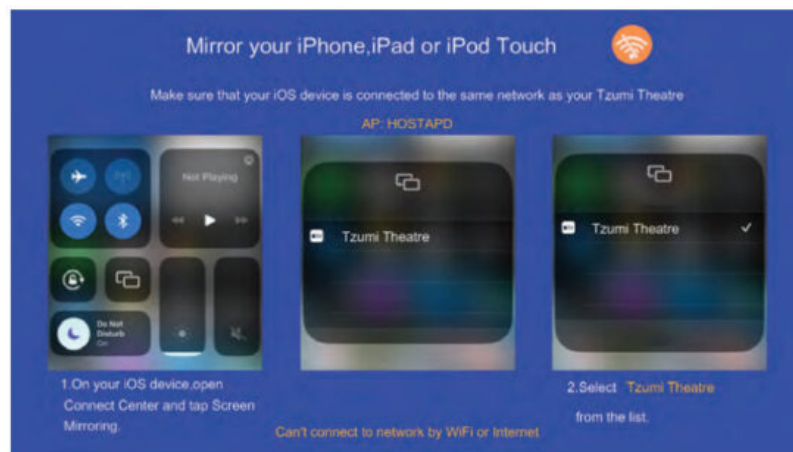 Mirror your iPhone,iPad or iPod Touch
Make sure that your iOS device is connected to the same network as your Tzumi Theatre
AP: HOSTAPD
Not Playing
Do Not
Disturb
On
Tzumi Theatre
Tzumi Theatre
1.On your iOS device,open
Connect Center and tap Screen
Mirroring.
2.Select Tzumi Theatre
from the list.
Can't connect to network by WiFi or Internet